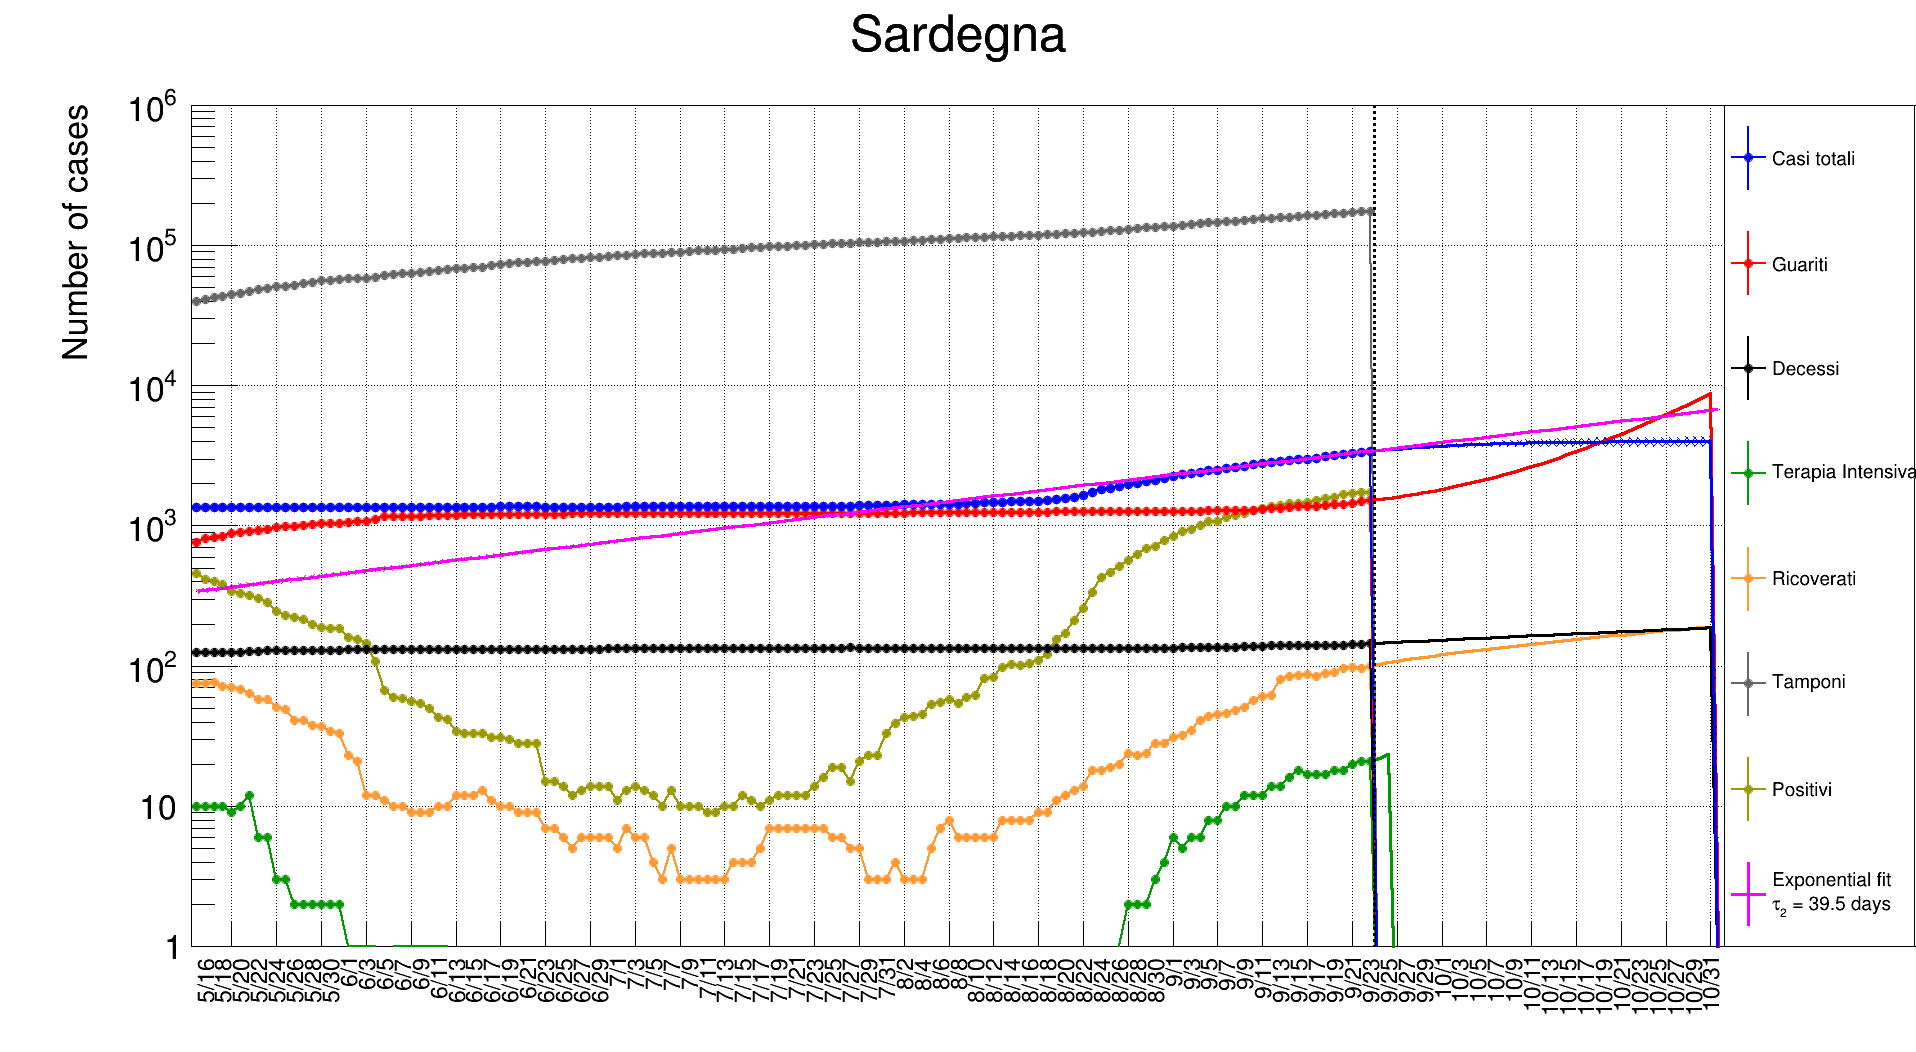 Sardegna
Number of cases
10^6
10^5
10^4
10^3
10^2
10
1
5/16 5/18 5/20 5/22 5/24 5/26 5/28 5/30 6/1 6/3 6/5 6/7 6/9 6/11 6/13 6/15 6/17 6/19 6/21 6/23 6/25 6/27 6/29 7/1 7/3 7/5 7/7 7/9 7/11 7/13 7/15 7/17 7/19 7/21 7/23 7/25 7/27 7/29 7/31 8/2 8/4 8/6 8/8 8/10 8/12 8/14 8/16 8/18 8/20 8/22 8/24 8/26 8/28 8/30 9/1 9/3 9/5 9/7 9/9 9/11 9/13 9/15 9/17 9/19 9/21 9/23 9/25 9/27 9/29 10/1 10/3 10/5 10/7 10/9 10/11 10/13 10/15 10/17 10/19 10/21 10/23 10/25 10/27 10/29 10/31
Casi totali
Guariti
Decessi
Terapia Intensiva
Ricoverati
Tamponi
Positivi
Exponential fit
τ₂ = 39.5 days